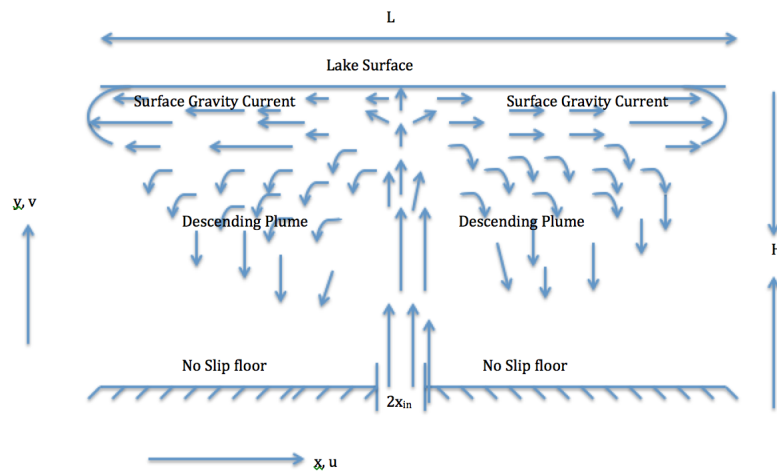 L
Lake Surface
Surface Gravity Current
Surface Gravity Current
y, v
Descending Plume
Descending Plume
H
No Slip floor
No Slip floor
2xin
x, u